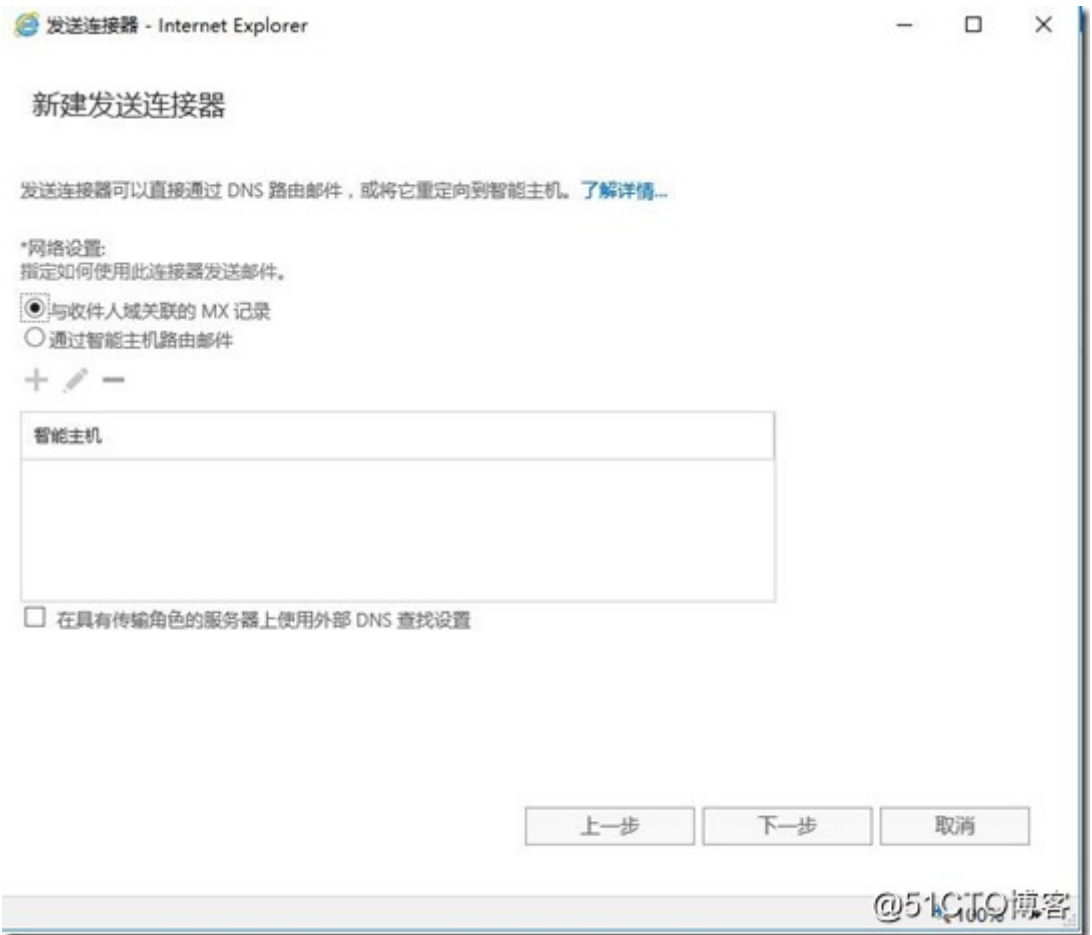 发送连接器 - Internet Explorer
新建发送连接器
发送连接器可以直接通过 DNS 路由邮件，或将它重定向到智能主机。了解详情...
*网络设置:
指定如何使用此连接器发送邮件。
与收件人域关联的 MX 记录
通过智能主机路由邮件
智能主机
在具有传输角色的服务器上使用外部 DNS 查找设置
上一步 下一步 取消
@51CTO博客
100%